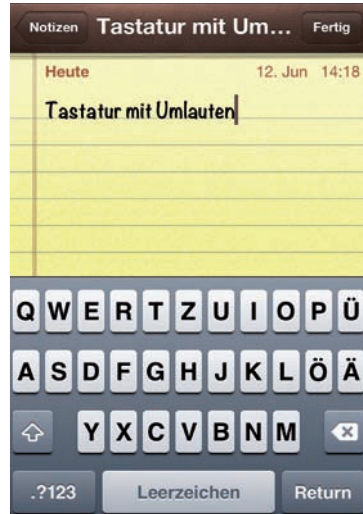 Notizen Tastatur mit Um... Fertig
Heute 12. Jun 14:18
Tastatur mit Umlauten
Q W E R T Z U I O P Ü
A S D F G H J K L Ö Ä
Y X C V B N M
.?123 Leerzeichen Return